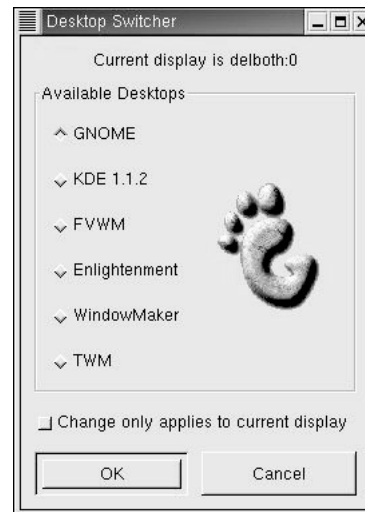 Desktop Switcher
Current display is delboth:0
Available Desktops
GNOME
KDE 1.1.2
FVWM
Enlightenment
WindowMaker
TWM
Change only applies to current display
OK
Cancel